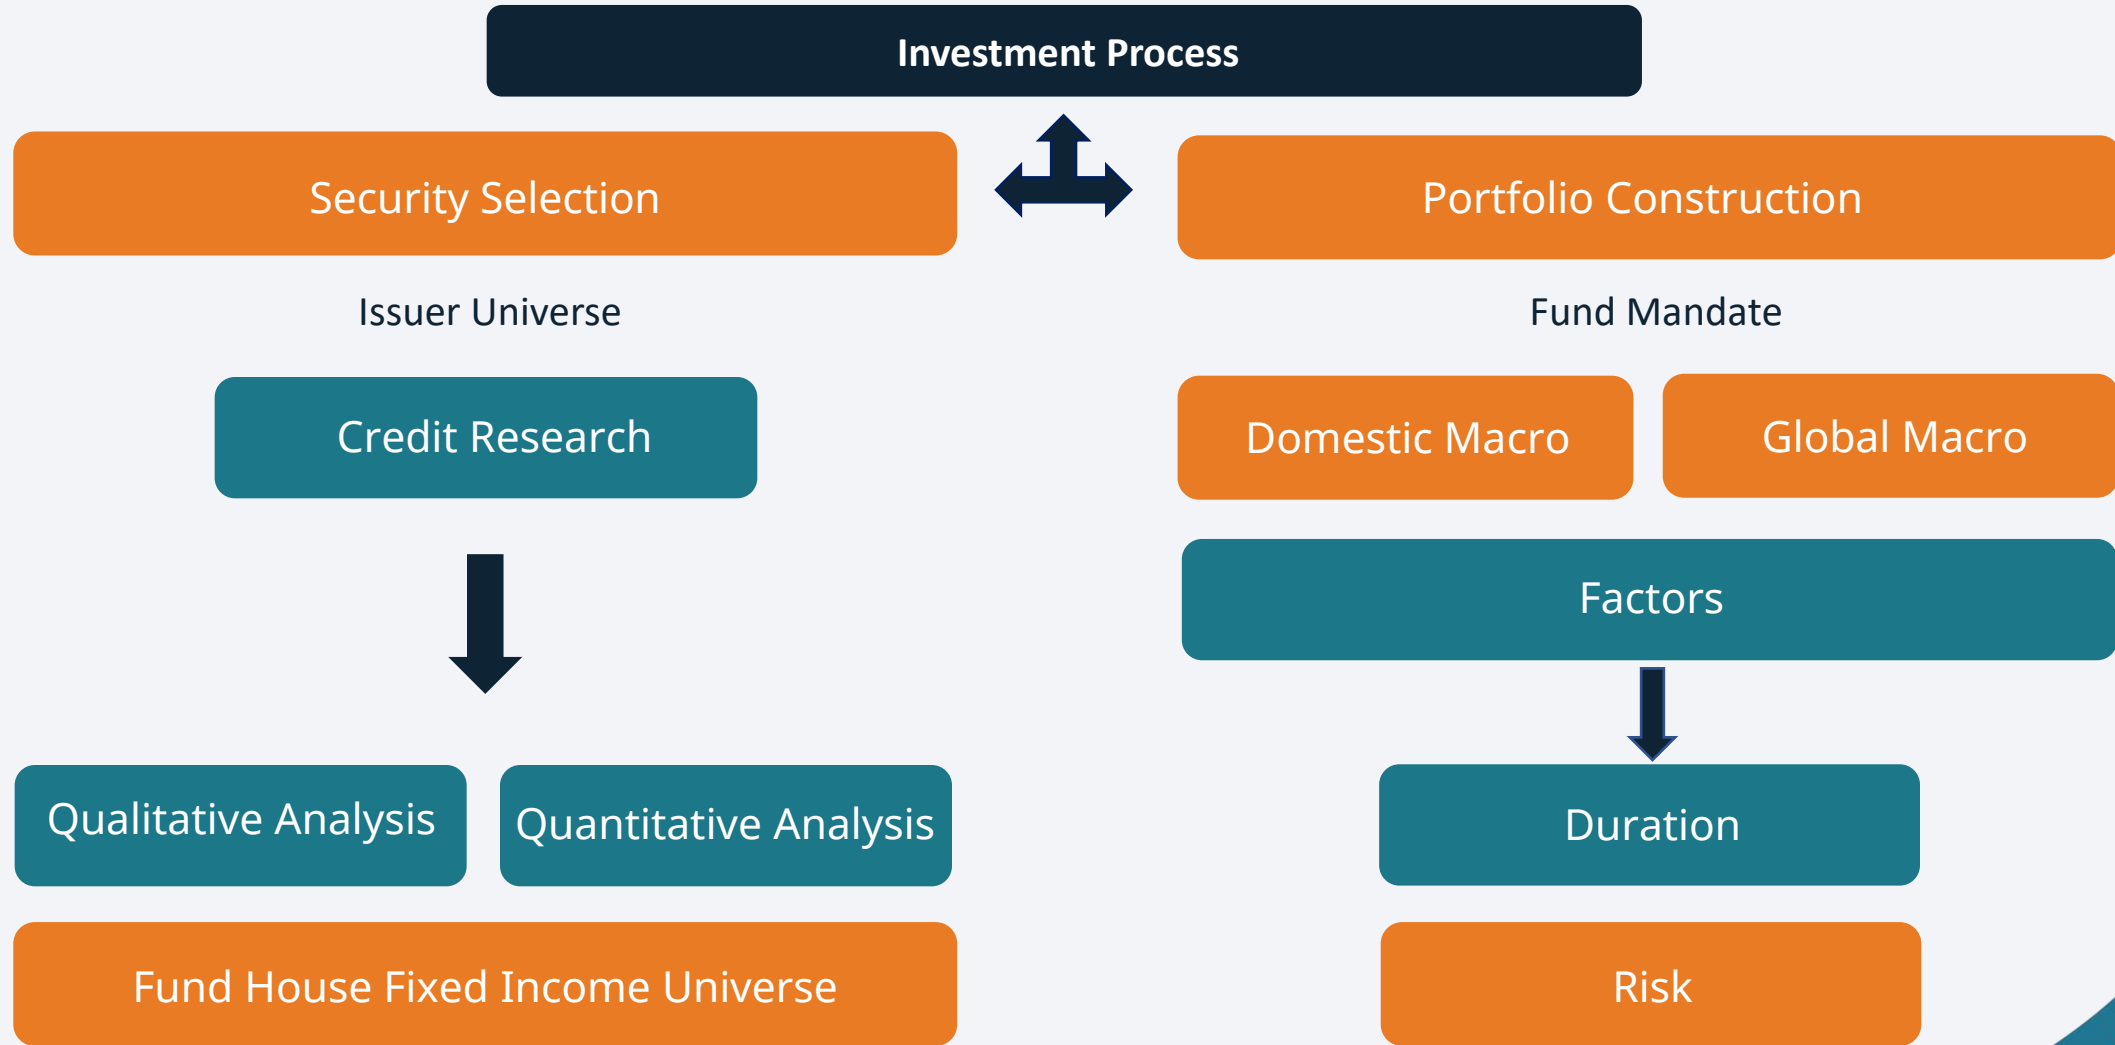 Investment Process
Security Selection
Portfolio Construction
Issuer Universe
Fund Mandate
Credit Research
Domestic Macro
Global Macro
Factors
Qualitative Analysis
Quantitative Analysis
Duration
Fund House Fixed Income Universe
Risk